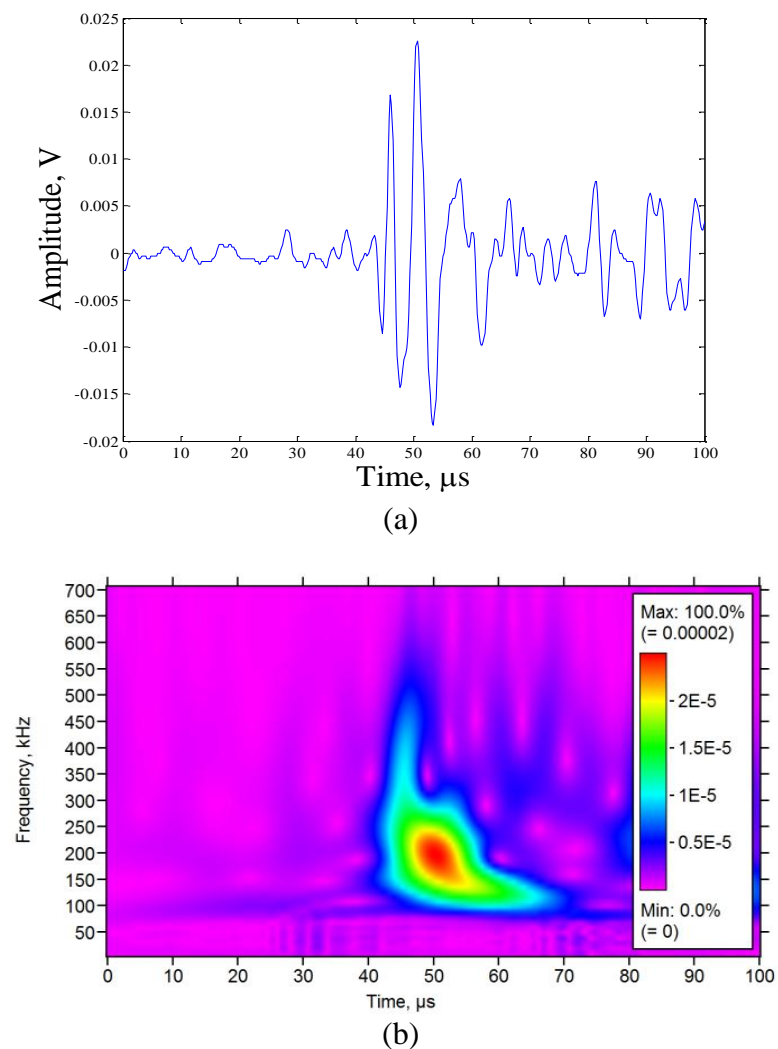 0.025
0.02
0.015
0.01
0.005
0
-0.005
-0.01
-0.015
-0.02
Amplitude, V
0 10 20 30 40 50 60 70 80 90 100
Time, μs
(a)
700
650
600
550
500
450
400
350
300
250
200
150
100
50
Frequency, kHz
Max: 100.0%
(= 0.00002)
2E-5
1.5E-5
1E-5
0.5E-5
Min: 0.0%
(= 0)
0 10 20 30 40 50 60 70 80 90 100
Time, μs
(b)